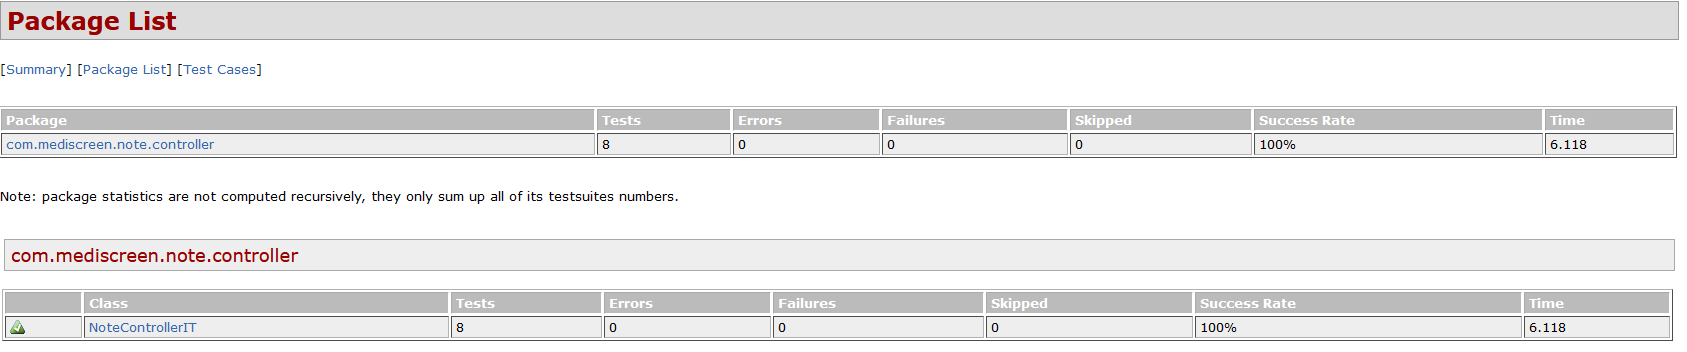 Package List
[Summary] [Package List] [Test Cases]
Package Tests Errors Failures Skipped Success Rate Time
com.mediscreen.note.controller 8 0 0 0 100% 6.118
Note: package statistics are not computed recursively, they only sum up all of its testsuites numbers.
com.mediscreen.note.controller
Class Tests Errors Failures Skipped Success Rate Time
NoteControllerIT 8 0 0 0 100% 6.118